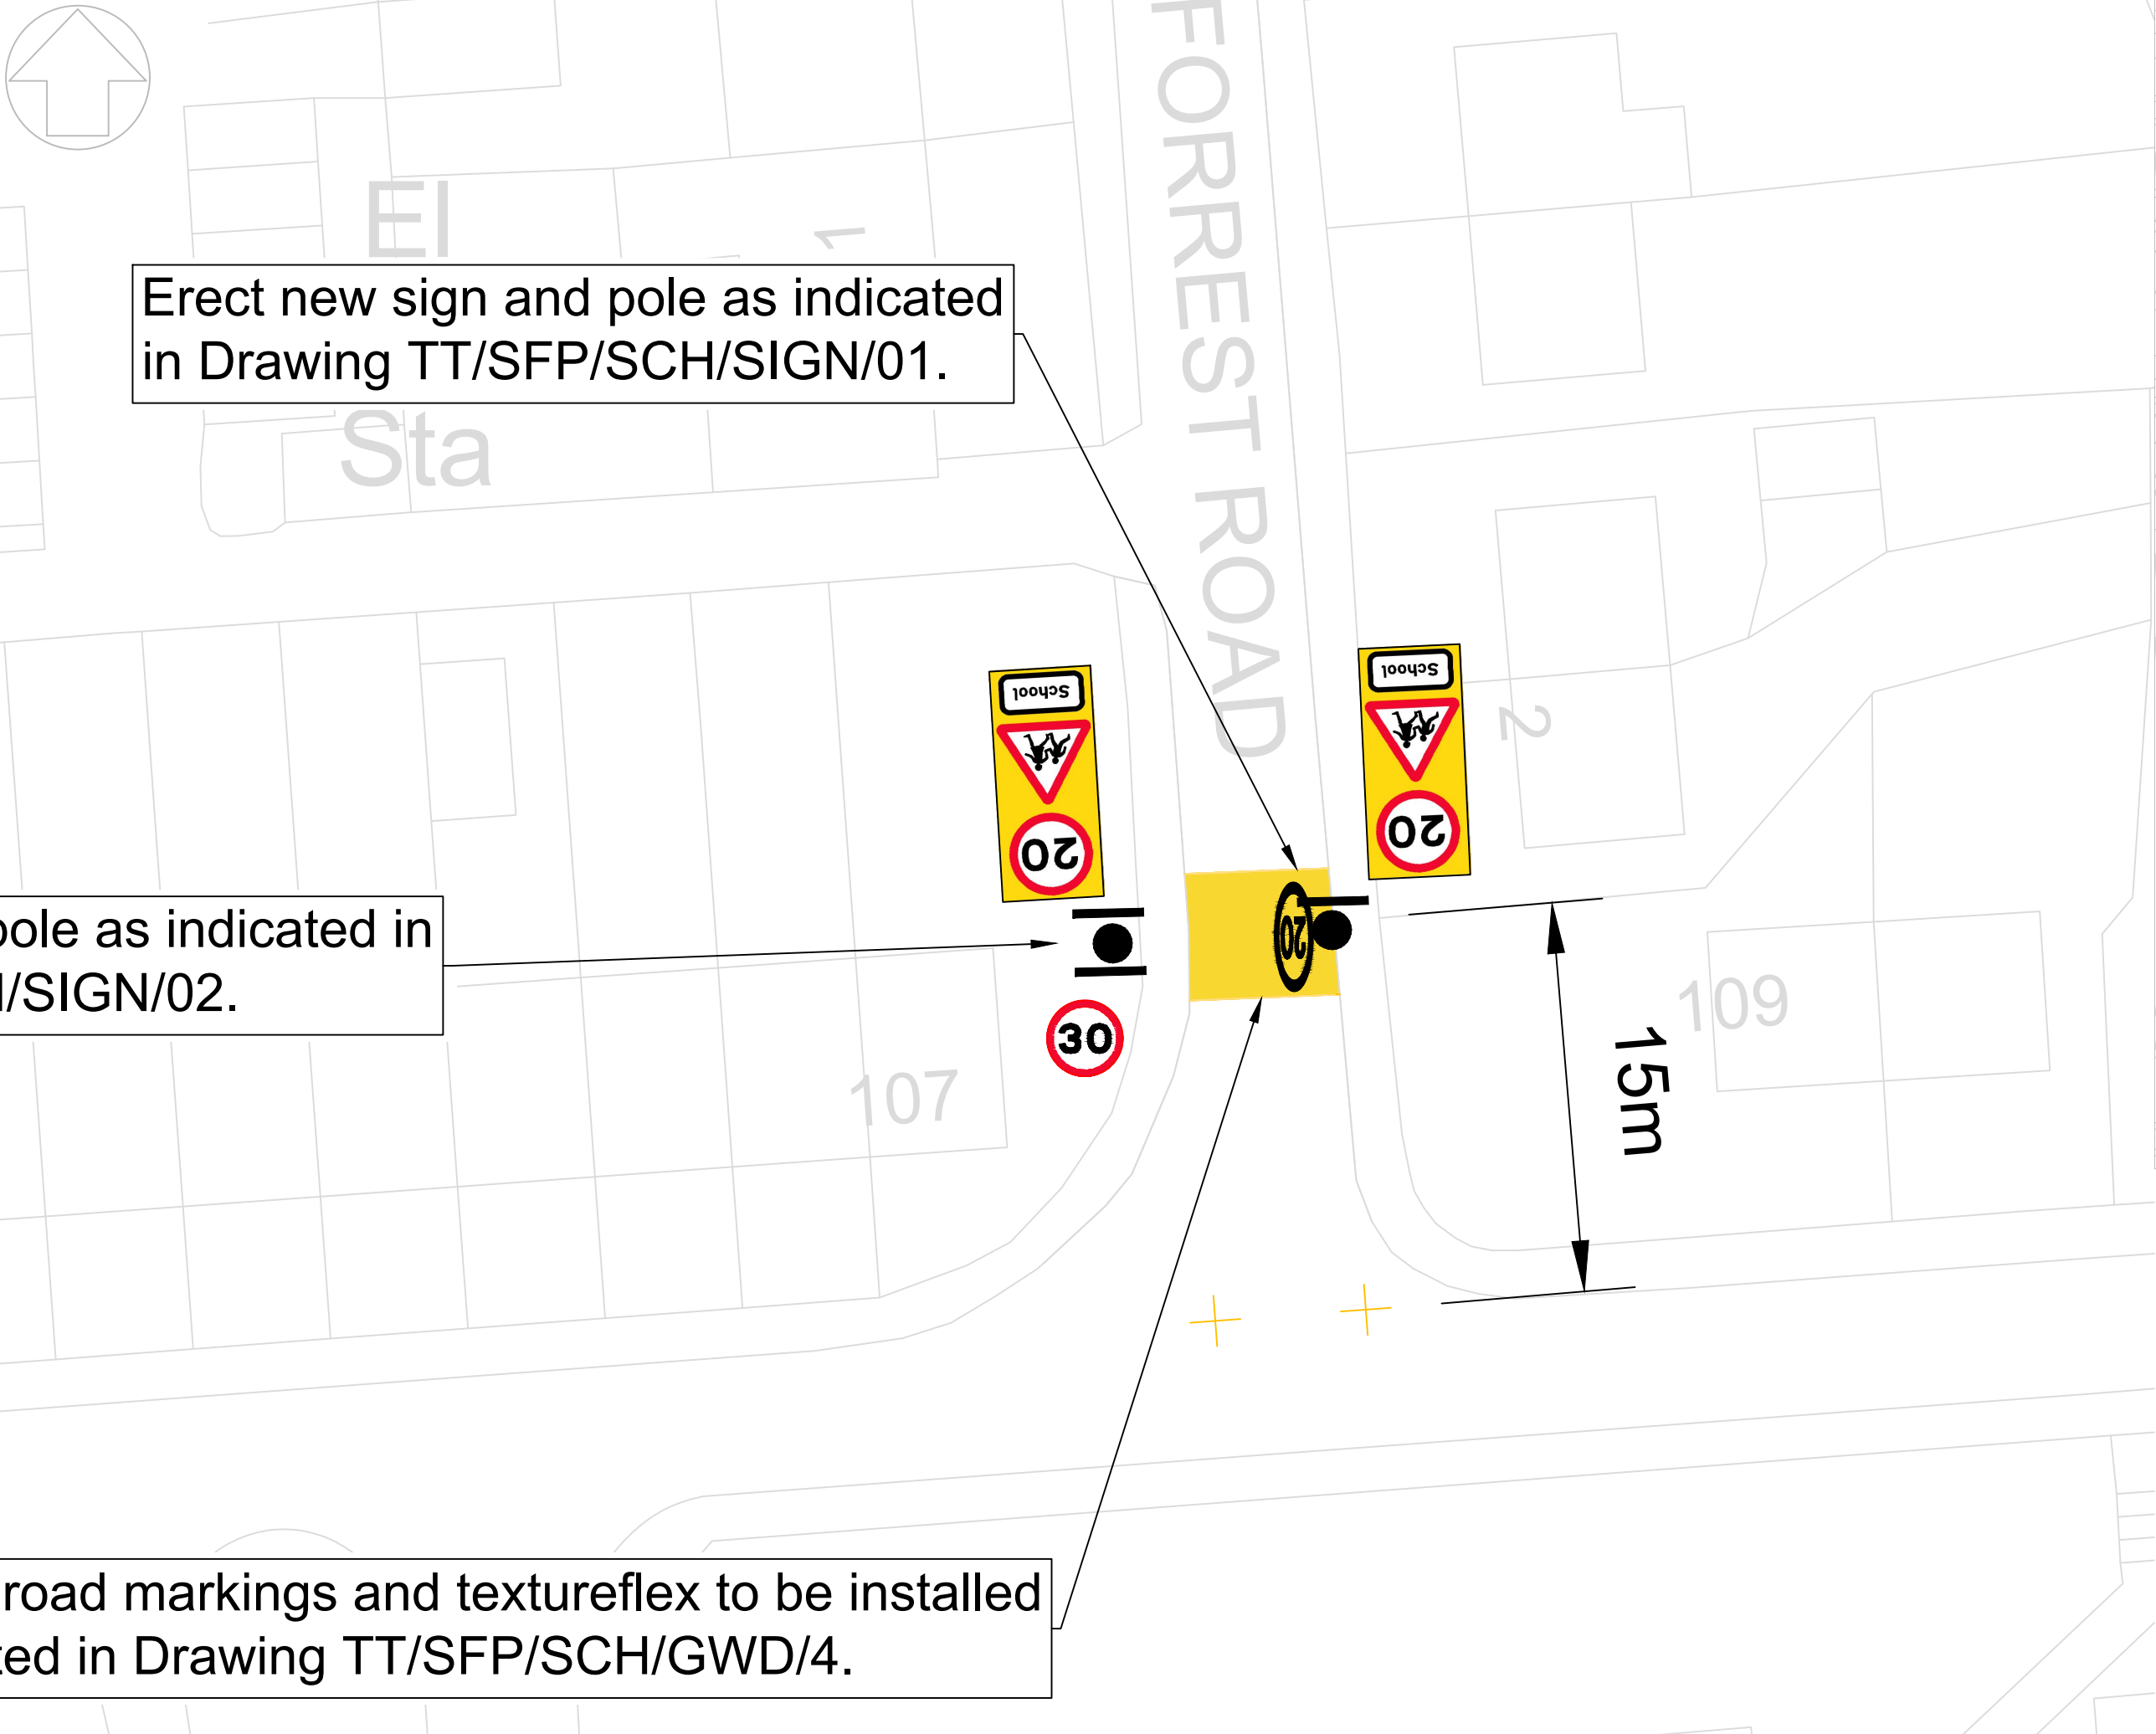 FORREST ROAD
El
1
Erect new sign and pole as indicated
in Drawing TT/SFP/SCH/SIGN/01.
Sta
School
20
School
20
2
pole as indicated in
/SIGN/02.
20
30
107
109
15m
road markings and textureflex to be installed
ted in Drawing TT/SFP/SCH/GWD/4.